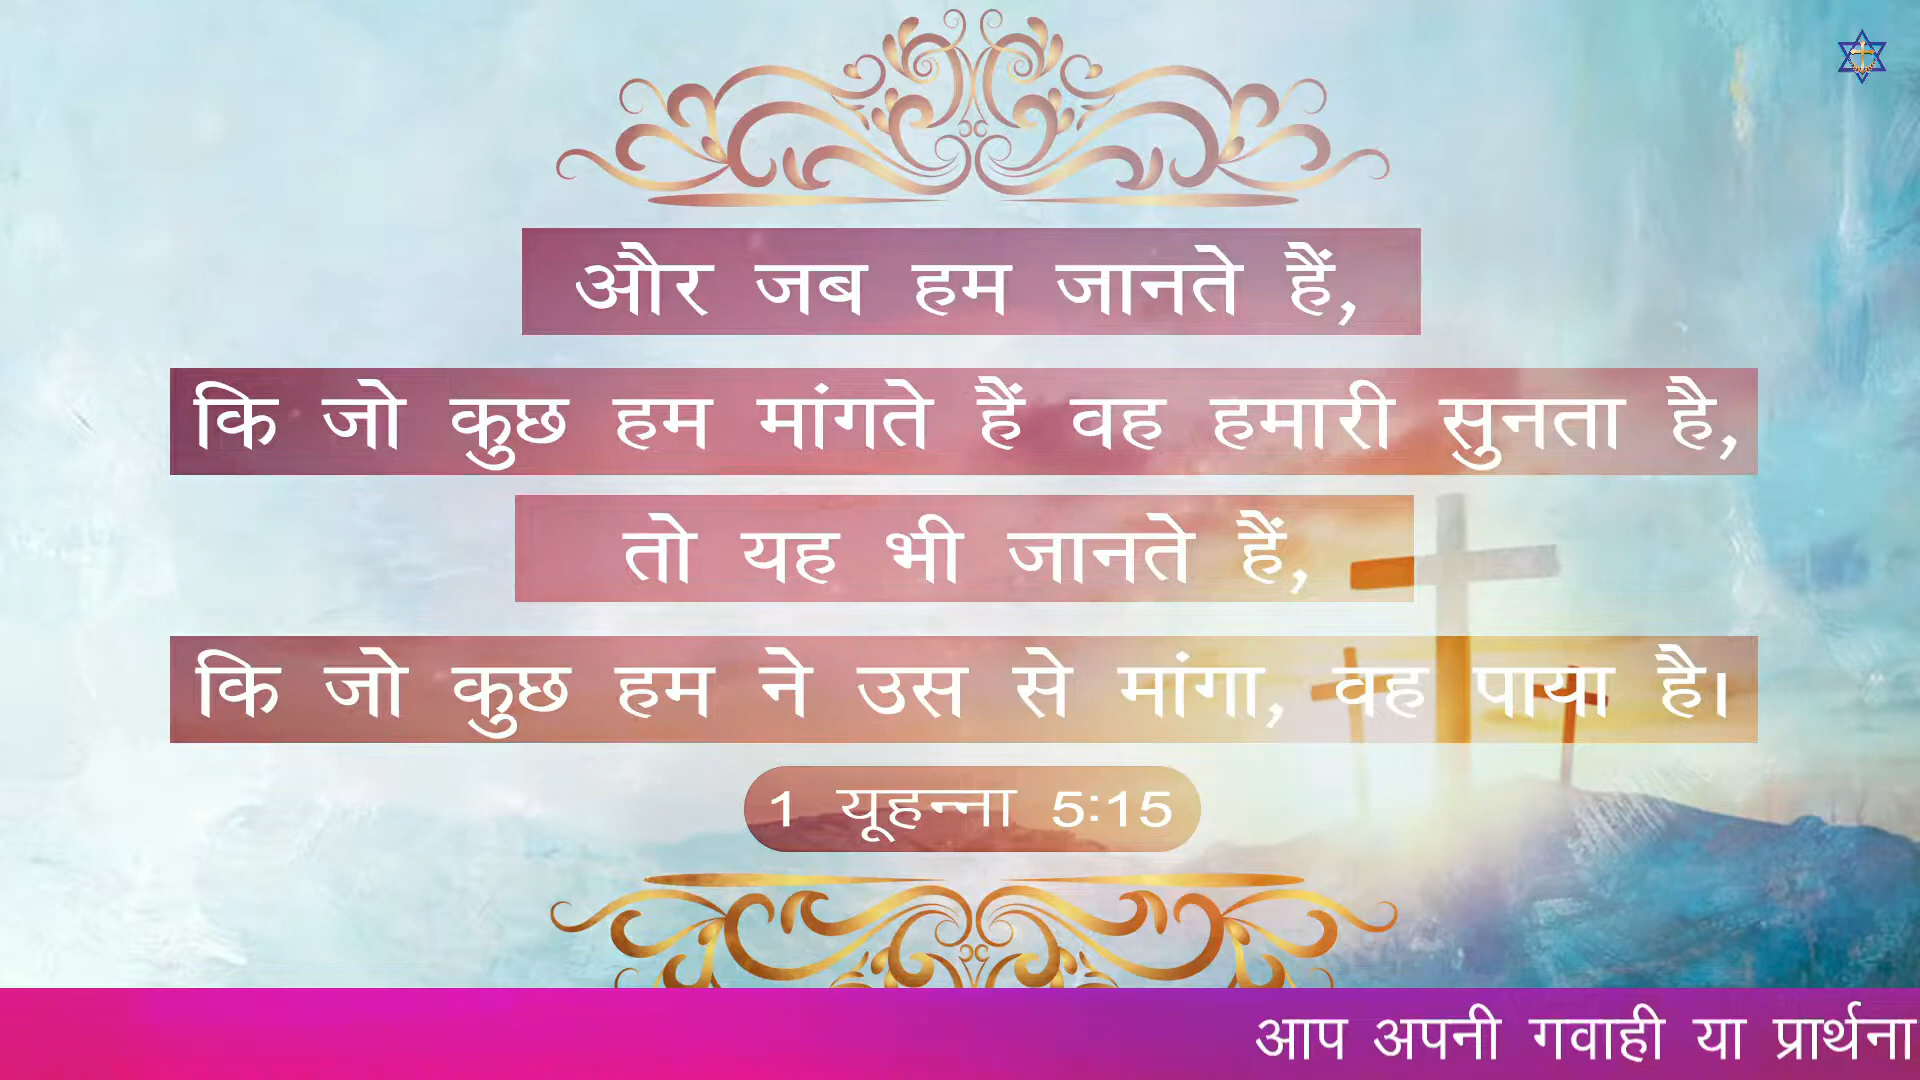 और जब हम जानते हैं,
कि जो कुछ हम मांगते हैं वह हमारी सुनता है,
तो यह भी जानते हैं,
कि जो कुछ हम ने उस से मांगा, वह पाया है।
1 यूहन्ना 5:15
आप अपनी गवाही या प्रार्थना